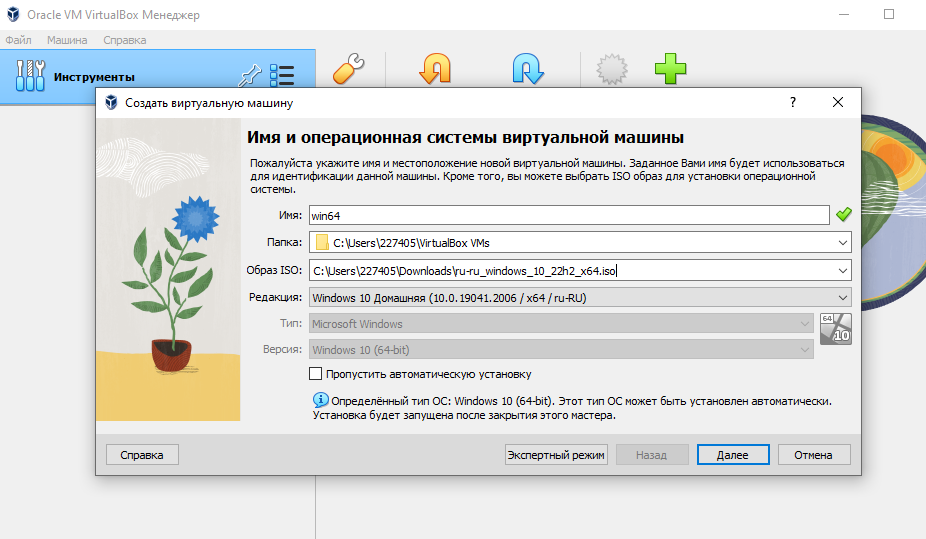 Oracle VM VirtualBox Менеджер
Файл Машина Справка
Инструменты
Создать виртуальную машину
?
Имя и операционная системы виртуальной машины
Пожалуйста укажите имя и местоположение новой виртуальной машины. Заданное Вами имя будет использоваться
для идентификации данной машины. Кроме того, вы можете выбрать ISO образ для установки операционной
системы.
Имя: win64
Папка: C:\Users\227405\VirtualBox VMs
Образ ISO: C:\Users\227405\Downloads\ru-ru_windows_10_22h2_x64.iso
Редакция: Windows 10 Домашняя (10.0.19041.2006 / x64 / ru-RU)
Тип: Microsoft Windows
64
10
Версия: Windows 10 (64-bit)
Пропустить автоматическую установку
Определённый тип ОС: Windows 10 (64-bit). Этот тип ОС может быть установлен автоматически.
Установка будет запущена после закрытия этого мастера.
Справка Экспертный режим Назад Далее Отмена